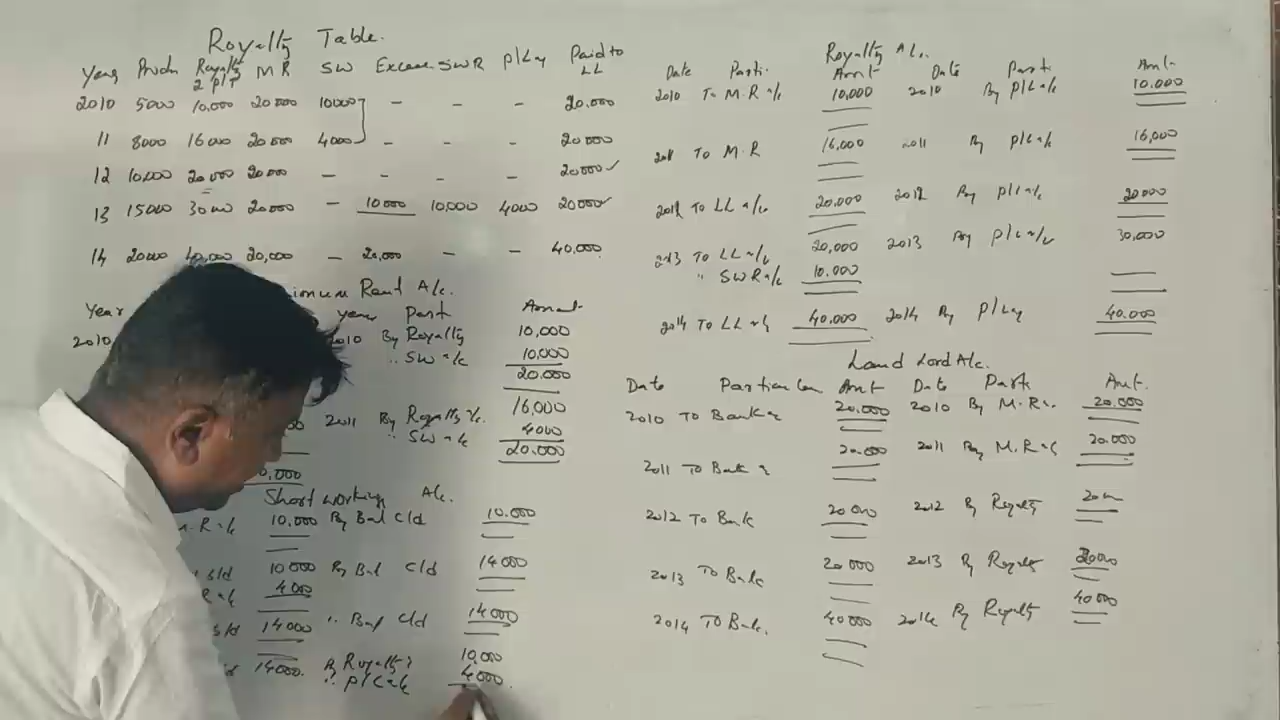 Royalty Table.
Year Prodn Royalty 2 P/T M R SW Excess SWR P/L a/c Paid to LL
2010 5000 10,000 20000 10000 - - - 20.000
11 8000 16000 20.000 4000 - - - 20000
12 10,000 20000 20000 - - - - 20000 ✓
13 15000 30000 20000 - 10000 10,000 4000 20000 ✓
14 20000 40,000 20,000 - 20,000 - - 40,000
Rent A/c.
Year year Part Amount
2010 2010 By Royalty 10,000
" SW a/c 10,000
20.000
2011 By Royalty a/c. 16,000
" SW a/c 4000
20.000
Short working A/c.
10,000 By Bal C/d 10.000
10000 By Bal C/d 14000
4000
14000 " Bal C/d 14000
14000. By Royalty 10,000
" P/L a/c 4000
Royalty A/c.
Date Parti. Amnt Date Part. Amt.
2010 To M.R a/c 10,000 2010 By P/L a/c 10.000
2011 To M.R 16,000 2011 By P/L a/c 16,000
2012 To LL a/c 20.000 2012 By P/L a/c 20000
2013 To LL a/c 20,000 2013 By P/L a/c 30,000
" SWR a/c 10.000
2014 To LL a/c 40.000 2014 By P/L a/c 40.000
Land Lord A/c.
Date Particular Amt Date Part. Amt.
2010 To Bank a/c 20.000 2010 By M.R a/c. 20.000
2011 To Bank a/c 20.000 2011 By M.R a/c 20.000
2012 To Bank 20000 2012 By Royalty
2013 To Bank 20000 2013 By Royalty
2014 To Bank. 40000 2014 By Royalty 40000